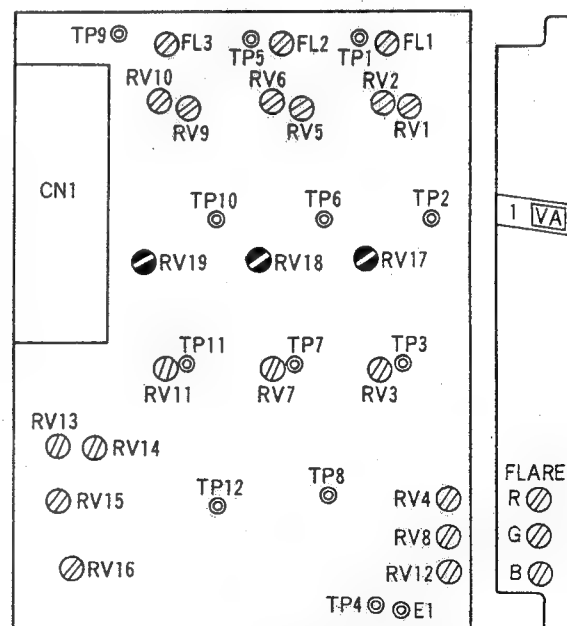 TP9 FL3 TP5 FL2 TP1 FL1
RV10 RV6 RV2
RV9 RV5 RV1
CN1
TP10 TP6 TP2
1 VA
RV19 RV18 RV17
TP11 TP7 TP3
RV11 RV7 RV3
RV13
RV14
FLARE
RV15 TP12 TP8 RV4 R
RV8 G
RV16 RV12 B
TP4 E1